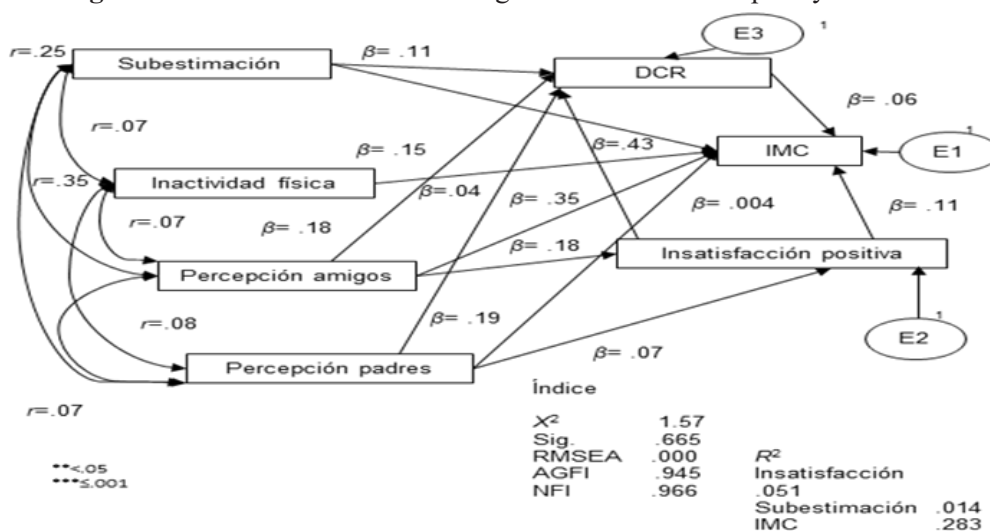 E3
1
r=.25
Subestimación
β= .11
DCR
β= .06
r=.07
β=.43
IMC
E1
1
β= .15
r=.35
Inactividad física
β=.04
β= .35
β= .004
β= .11
r=.07
β= .18
β= .18
Insatisfacción positiva
Percepción amigos
1
r=.08
β= .19
E2
Percepción padres
β= .07
r=.07
Índice
X² 1.57
Sig. .665
RMSEA .000 R²
AGFI .945 Insatisfacción
NFI .966 .051
Subestimación .014
IMC .283
**<.05
***≤.001